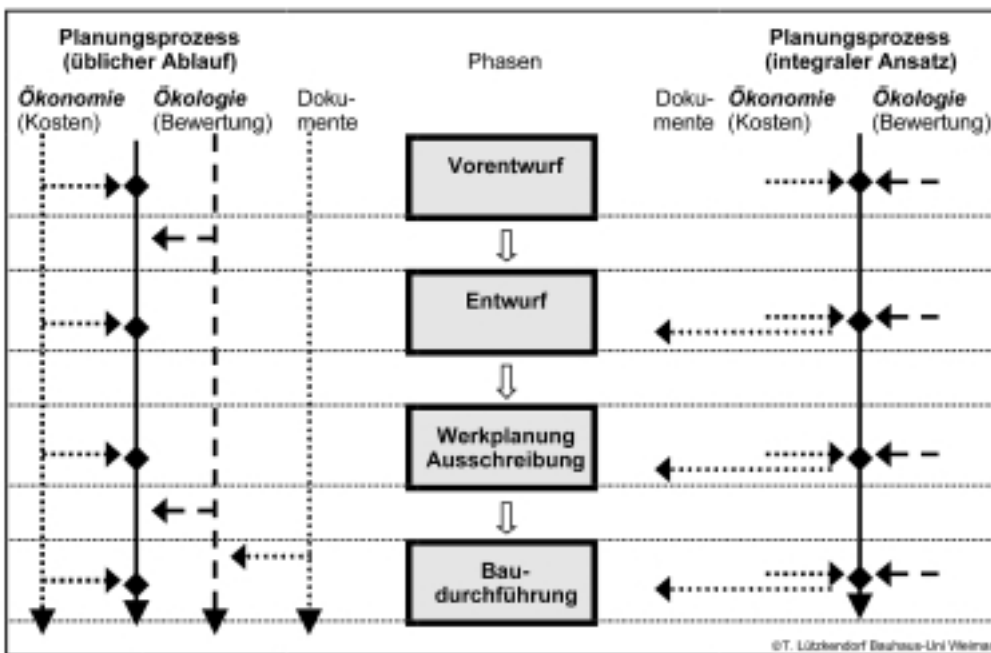 Planungsprozess
(üblicher Ablauf)
Phasen
Planungsprozess
(integraler Ansatz)
Ökonomie
(Kosten)
Ökologie
(Bewertung)
Doku-
mente
Doku-
mente
Ökonomie
(Kosten)
Ökologie
(Bewertung)
Vorentwurf
Entwurf
Werkplanung
Ausschreibung
Bau-
durchführung
©T. Lützkendorf Bauhaus-Uni Weimar